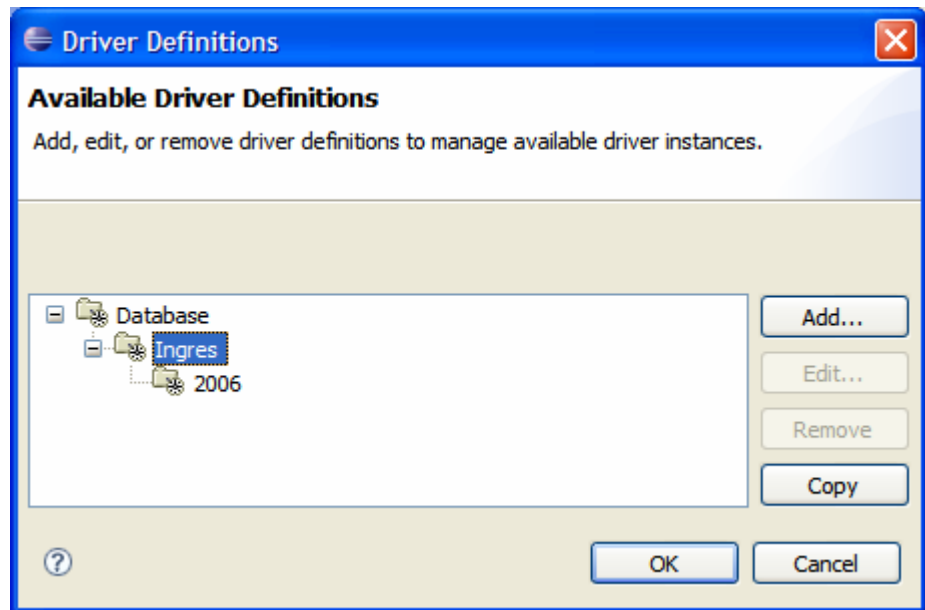 Driver Definitions
Available Driver Definitions
Add, edit, or remove driver definitions to manage available driver instances.
Database
Ingres
2006
Add...
Edit...
Remove
Copy
?
OK
Cancel